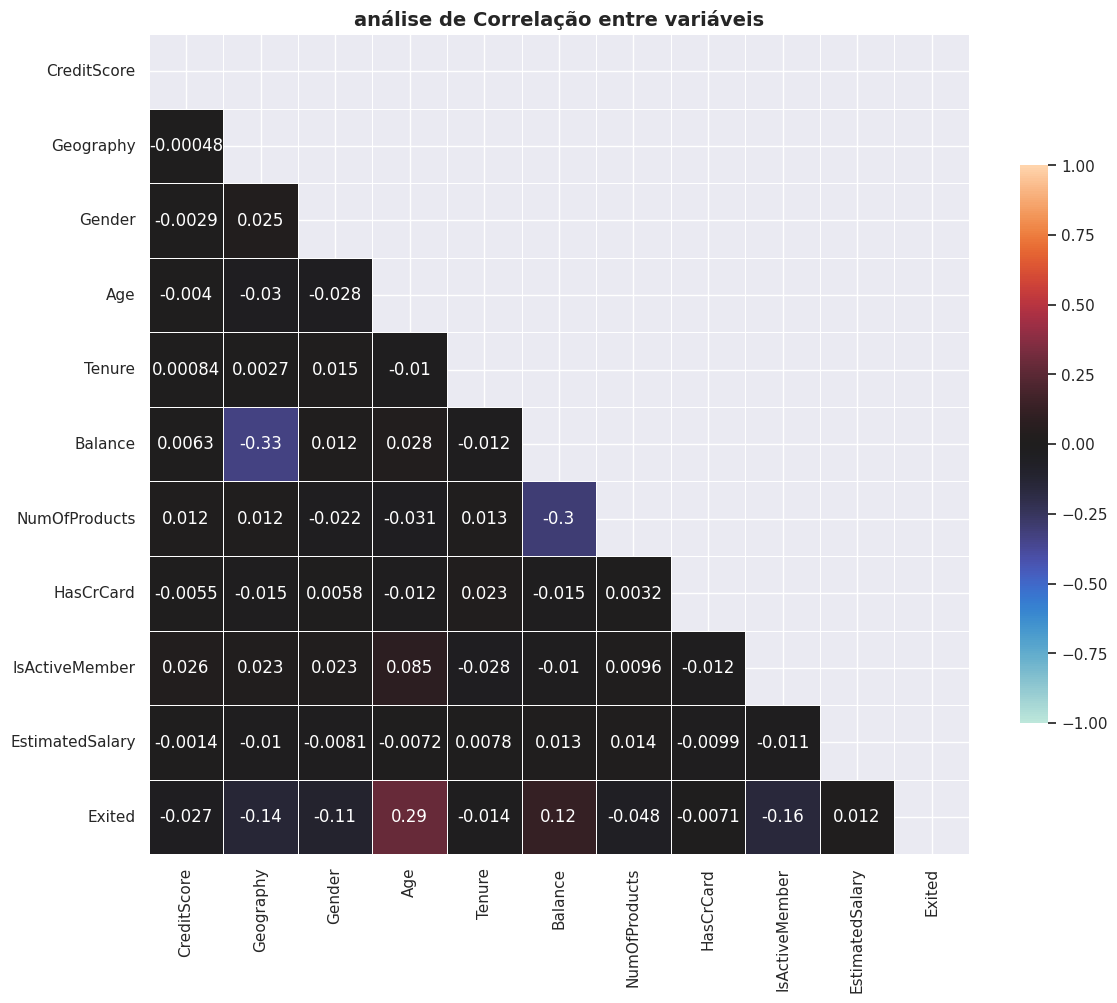 análise de Correlação entre variáveis
CreditScore
Geography -0.00048
Gender -0.0029 0.025
Age -0.004 -0.03 -0.028
Tenure 0.00084 0.0027 0.015 -0.01
Balance 0.0063 -0.33 0.012 0.028 -0.012
NumOfProducts 0.012 0.012 -0.022 -0.031 0.013 -0.3
HasCrCard -0.0055 -0.015 0.0058 -0.012 0.023 -0.015 0.0032
IsActiveMember 0.026 0.023 0.023 0.085 -0.028 -0.01 0.0096 -0.012
EstimatedSalary -0.0014 -0.01 -0.0081 -0.0072 0.0078 0.013 0.014 -0.0099 -0.011
Exited -0.027 -0.14 -0.11 0.29 -0.014 0.12 -0.048 -0.0071 -0.16 0.012
CreditScore
Geography
Gender
Age
Tenure
Balance
NumOfProducts
HasCrCard
IsActiveMember
EstimatedSalary
Exited
1.00
0.75
0.50
0.25
0.00
−0.25
−0.50
−0.75
−1.00